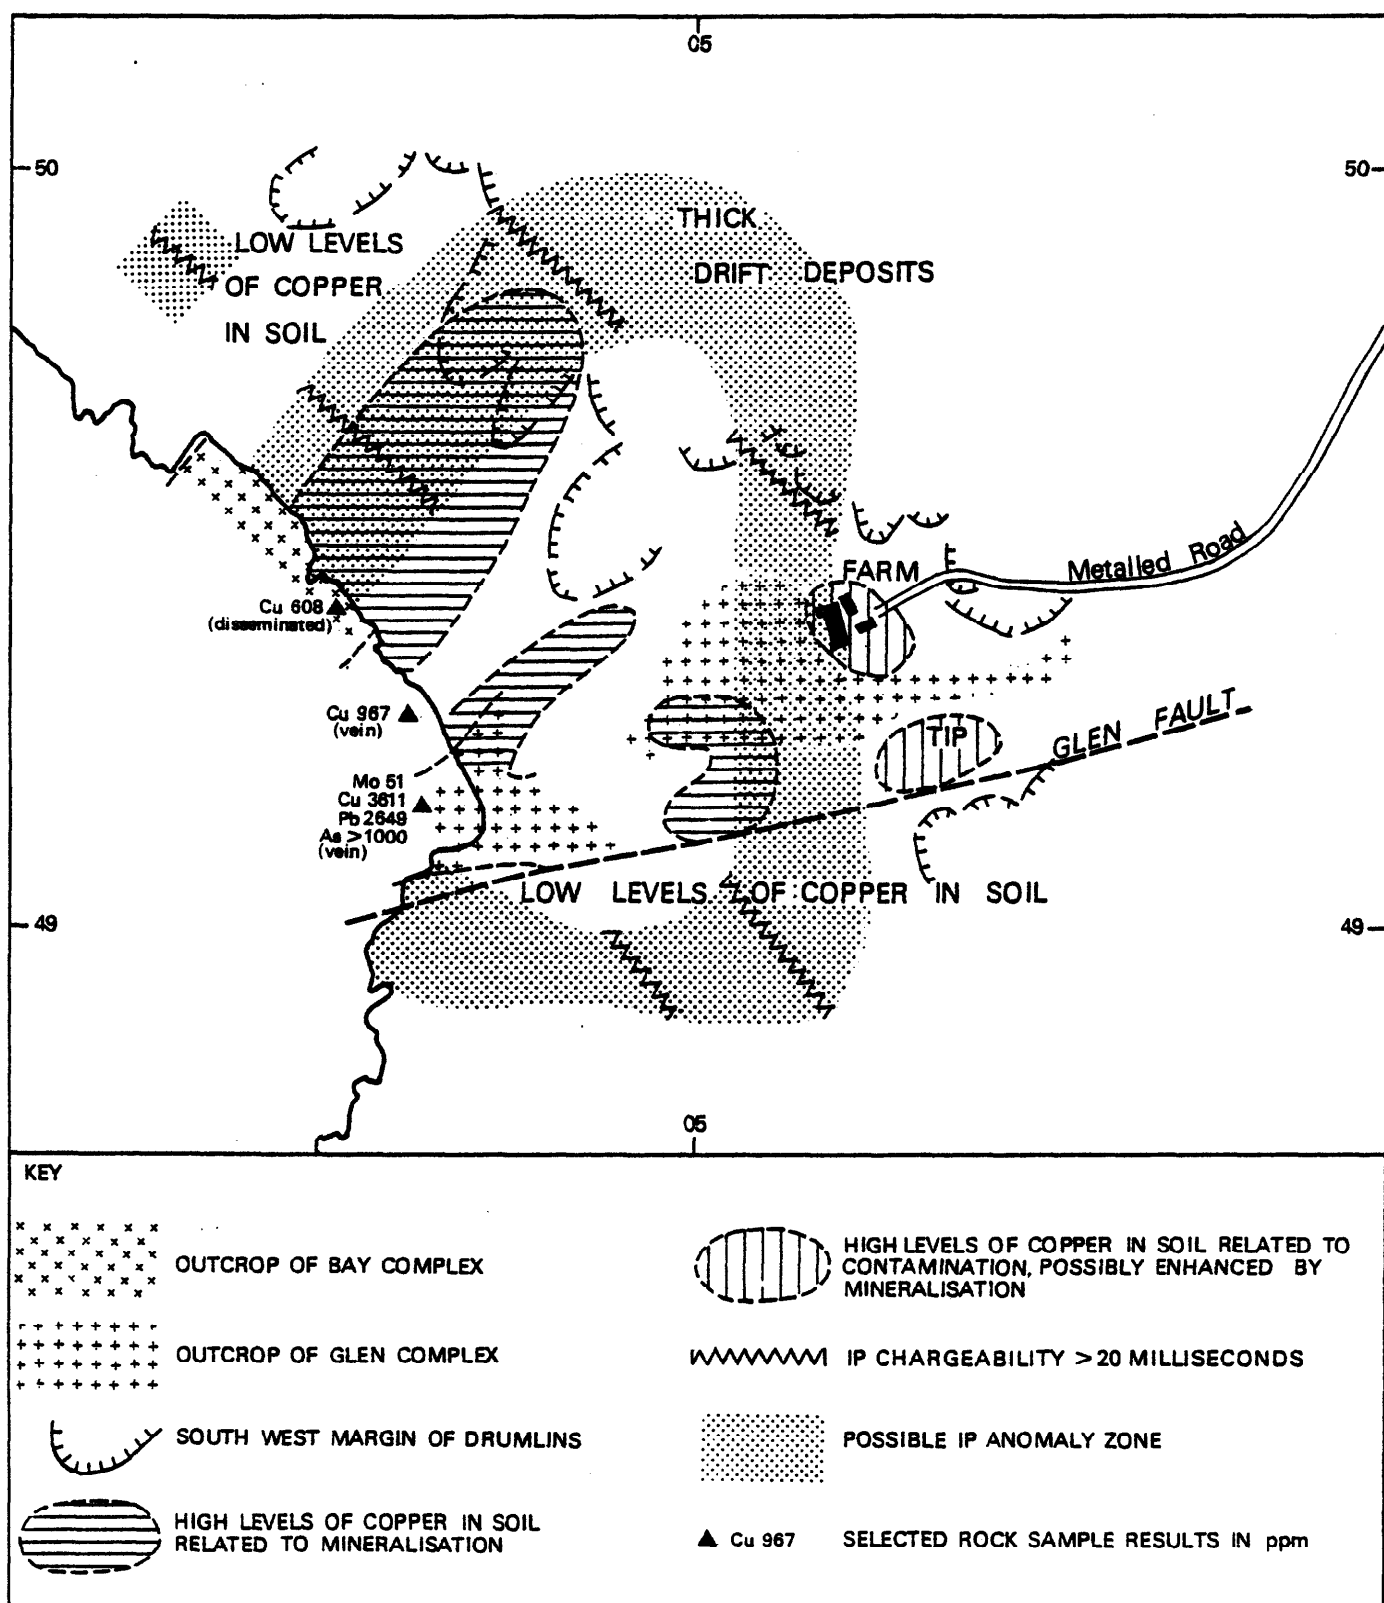 05
50
50
THICK
DRIFT DEPOSITS
LOW LEVELS
OF COPPER
IN SOIL
FARM
Metalled Road
Cu 608
(disseminated)
Cu 967
(vein)
TIP
GLEN FAULT
Mo 51
Cu 3611
Pb 2649
As >1000
(vein)
LOW LEVELS OF COPPER IN SOIL
49
49
05
KEY
OUTCROP OF BAY COMPLEX
OUTCROP OF GLEN COMPLEX
SOUTH WEST MARGIN OF DRUMLINS
HIGH LEVELS OF COPPER IN SOIL
RELATED TO MINERALISATION
HIGH LEVELS OF COPPER IN SOIL RELATED TO
CONTAMINATION, POSSIBLY ENHANCED BY
MINERALISATION
IP CHARGEABILITY >20 MILLISECONDS
POSSIBLE IP ANOMALY ZONE
Cu 967
SELECTED ROCK SAMPLE RESULTS IN ppm